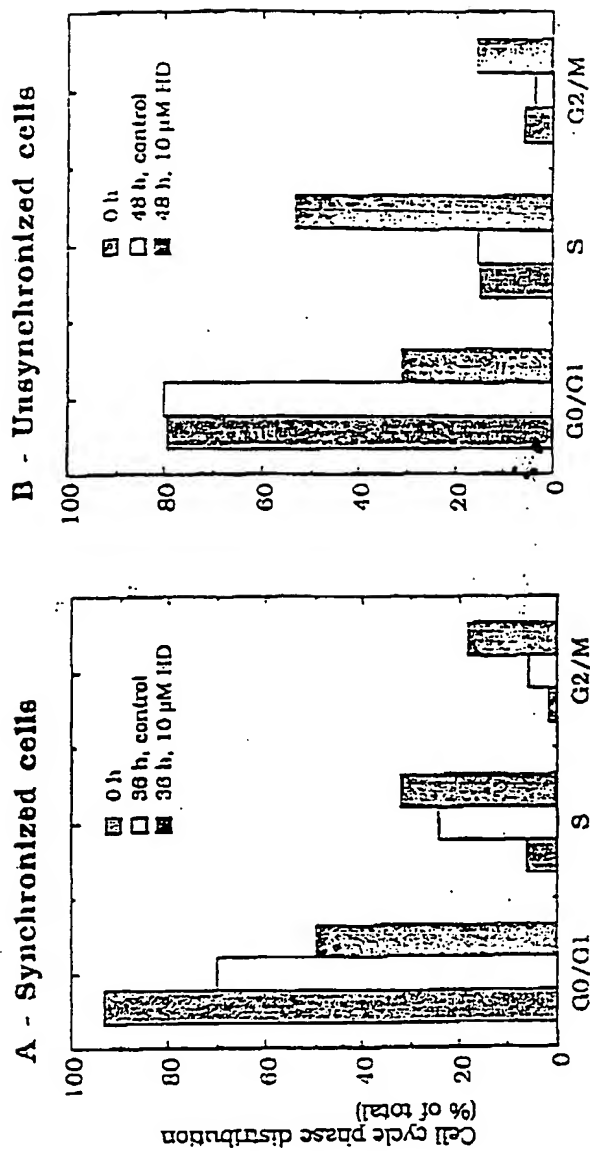 A - Synchronized cells
Cell cycle phase distribution
(% of total)
100
80
60
40
20
0
0 h
36 h, control
36 h, 10 µM HD
G0/G1
S
G2/M
B - Unsynchronized cells
100
80
60
40
20
0
0 h
48 h, control
48 h, 10 µM HD
G0/G1
S
G2/M